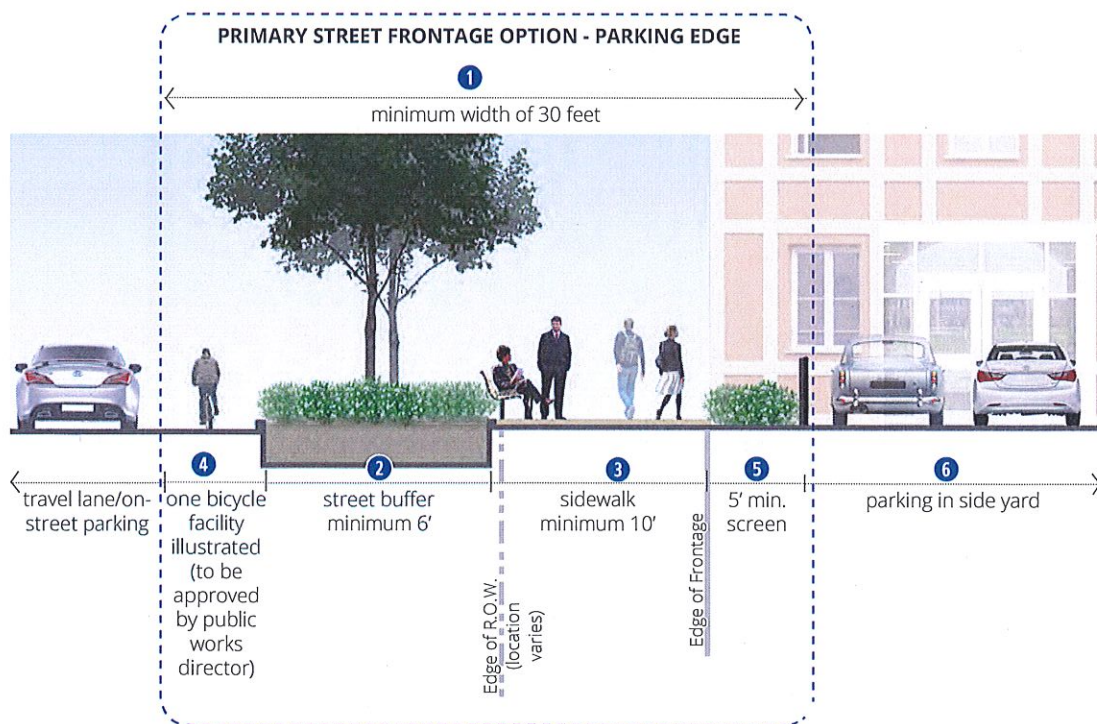 PRIMARY STREET FRONTAGE OPTION - PARKING EDGE
1
minimum width of 30 feet
4
2
3
5
6
travel lane/on-
street parking
one bicycle
facility
illustrated
(to be
approved
by public
works
director)
street buffer
minimum 6'
sidewalk
minimum 10'
5' min.
screen
parking in side yard
Edge of R.O.W.
(location
varies)
Edge of Frontage